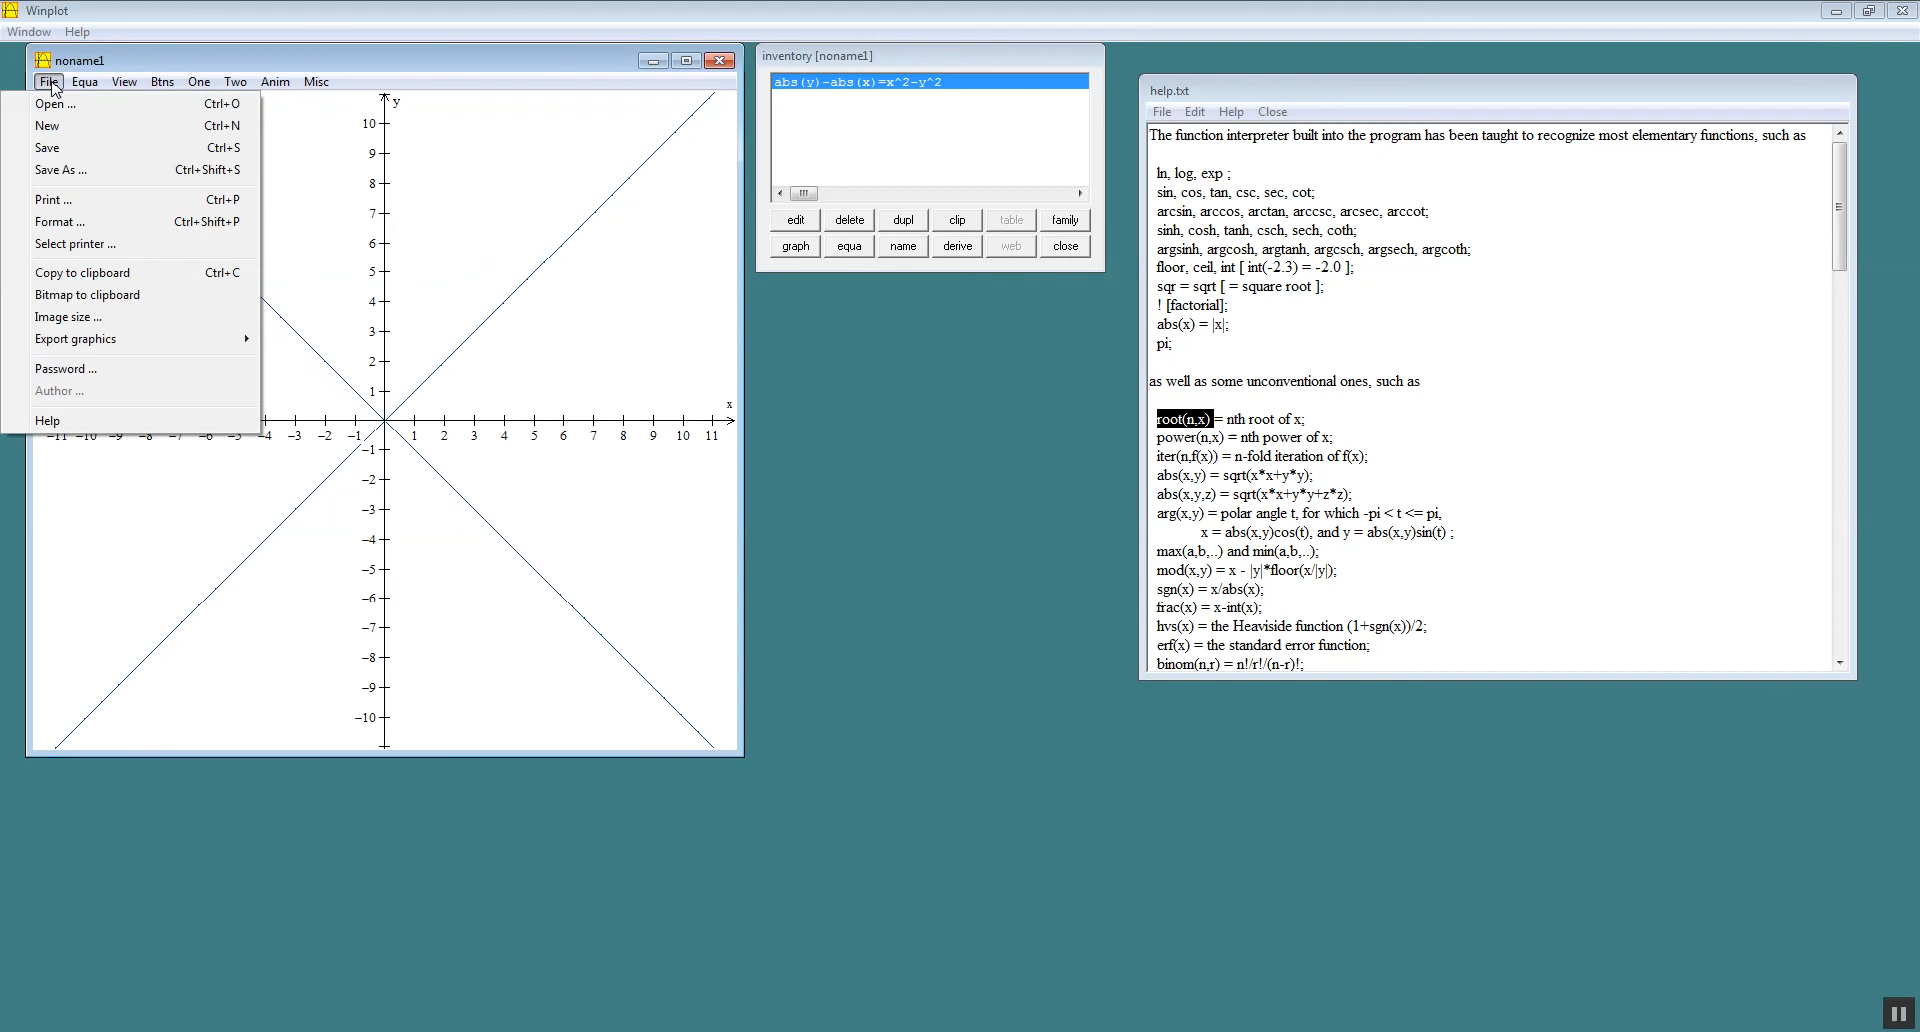 Winplot
Window Help
noname1
File Equa View Btns One Two Anim Misc
Open ... Ctrl+O
New Ctrl+N
Save Ctrl+S
Save As ... Ctrl+Shift+S
Print ... Ctrl+P
Format ... Ctrl+Shift+P
Select printer ...
Copy to clipboard Ctrl+C
Bitmap to clipboard
Image size ...
Export graphics
Password ...
Author ...
Help
y
10
9
8
7
6
5
4
3
2
1
x
-11 -10 -9 -8 -7 -6 -5 -4 -3 -2 -1 1 2 3 4 5 6 7 8 9 10 11
-1
-2
-3
-4
-5
-6
-7
-8
-9
-10
inventory [noname1]
abs(y)-abs(x)=x^2-y^2
edit delete dupl clip table family
graph equa name derive web close
help.txt
File Edit Help Close
The function interpreter built into the program has been taught to recognize most elementary functions, such as
ln, log, exp ;
sin, cos, tan, csc, sec, cot;
arcsin, arccos, arctan, arccsc, arcsec, arccot;
sinh, cosh, tanh, csch, sech, coth;
argsinh, argcosh, argtanh, argcsch, argsech, argcoth;
floor, ceil, int [ int(-2.3) = -2.0 ];
sqr = sqrt [ = square root ];
! [factorial];
abs(x) = |x|;
pi;
as well as some unconventional ones, such as
root(n,x) = nth root of x;
power(n,x) = nth power of x;
iter(n,f(x)) = n-fold iteration of f(x);
abs(x,y) = sqrt(x*x+y*y);
abs(x,y,z) = sqrt(x*x+y*y+z*z);
arg(x,y) = polar angle t, for which -pi < t <= pi,
x = abs(x,y)cos(t), and y = abs(x,y)sin(t) ;
max(a,b,..) and min(a,b,..);
mod(x,y) = x - |y|*floor(x/|y|);
sgn(x) = x/abs(x);
frac(x) = x-int(x);
hvs(x) = the Heaviside function (1+sgn(x))/2;
erf(x) = the standard error function;
binom(n,r) = n!/r!/(n-r)!;